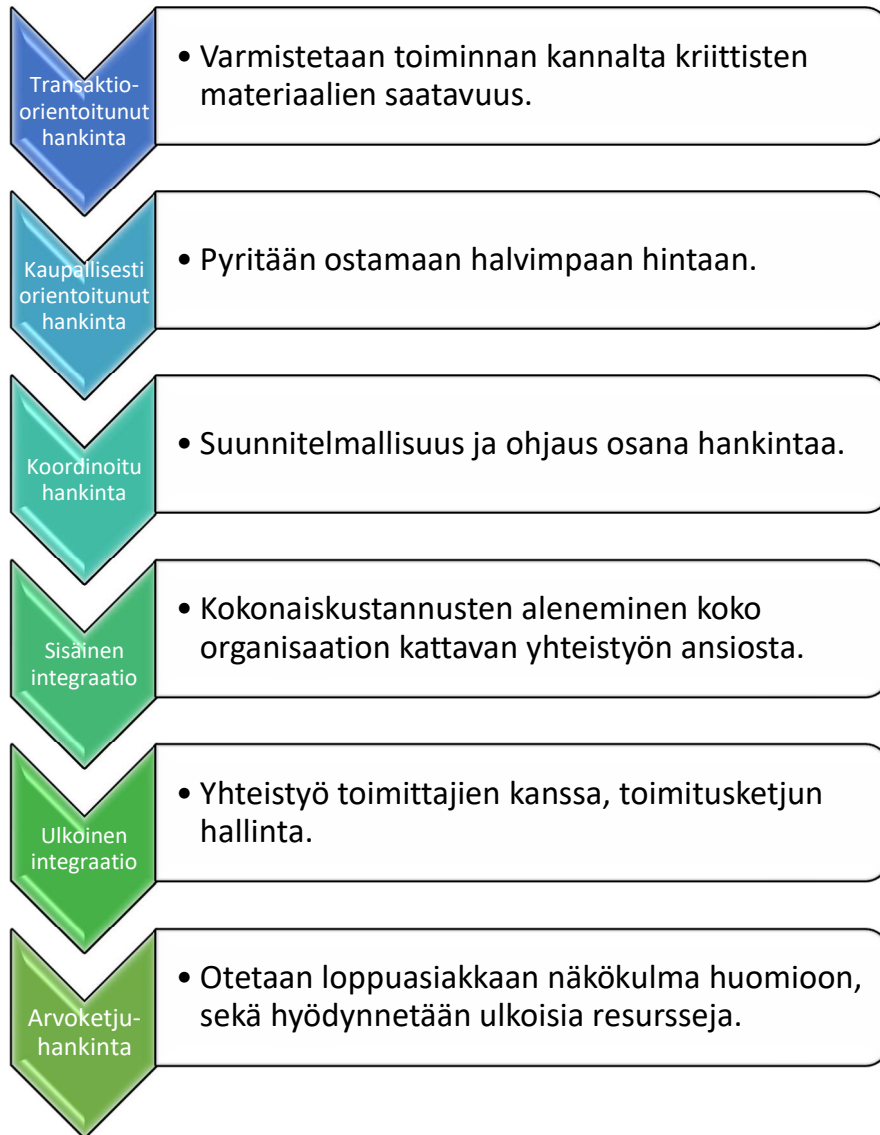 Transaktio-
orientoitunut
hankinta
• Varmistetaan toiminnan kannalta kriittisten
materiaalien saatavuus.
Kaupallisesti
orientoitunut
hankinta
• Pyritään ostamaan halvimpaan hintaan.
Koordinoitu
hankinta
• Suunnitelmallisuus ja ohjaus osana hankintaa.
Sisäinen
integraatio
• Kokonaiskustannusten aleneminen koko
organisaation kattavan yhteistyön ansiosta.
Ulkoinen
integraatio
• Yhteistyö toimittajien kanssa, toimitusketjun
hallinta.
Arvoketju-
hankinta
• Otetaan loppuasiakkaan näkökulma huomioon,
sekä hyödynnetään ulkoisia resursseja.